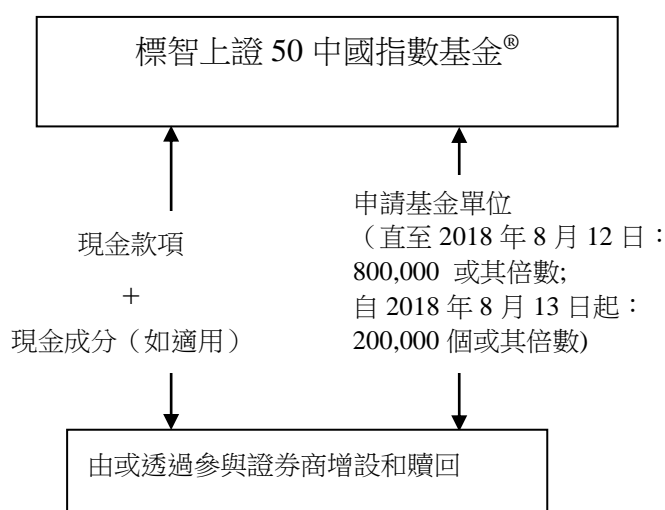 標智上證 50 中國指數基金®
現金款項
+
現金成分（如適用）
申請基金單位
（直至 2018 年 8 月 12 日：
800,000 或其倍數;
自 2018 年 8 月 13 日起：
200,000 個或其倍數)
由或透過參與證券商增設和贖回